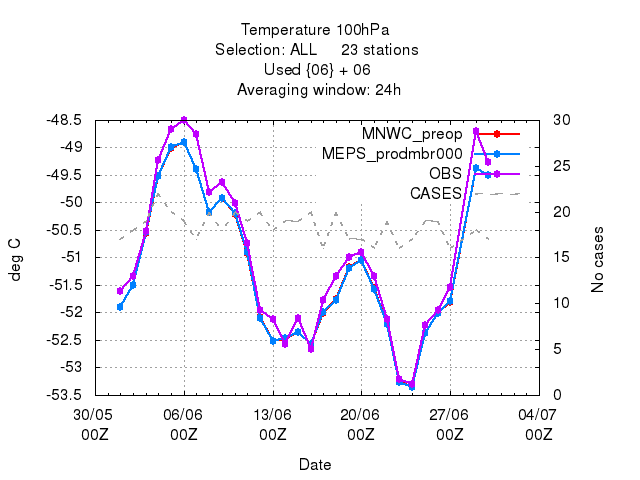 Temperature 100hPa
Selection: ALL 23 stations
Used {06} + 06
Averaging window: 24h
-48.5
-49
-49.5
-50
-50.5
-51
-51.5
-52
-52.5
-53
-53.5
deg C
30
25
20
15
10
5
0
No cases
MNWC_preop
MEPS_prodmbr000
OBS
CASES
30/05 06/06 13/06 20/06 27/06 04/07
00Z 00Z 00Z 00Z 00Z 00Z
Date